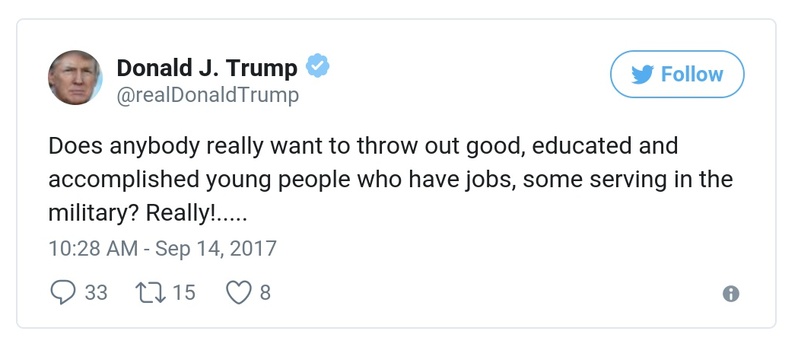 Donald J. Trump
@realDonaldTrump
Follow
Does anybody really want to throw out good, educated and
accomplished young people who have jobs, some serving in the
military? Really!.....
10:28 AM - Sep 14, 2017
33 15 8